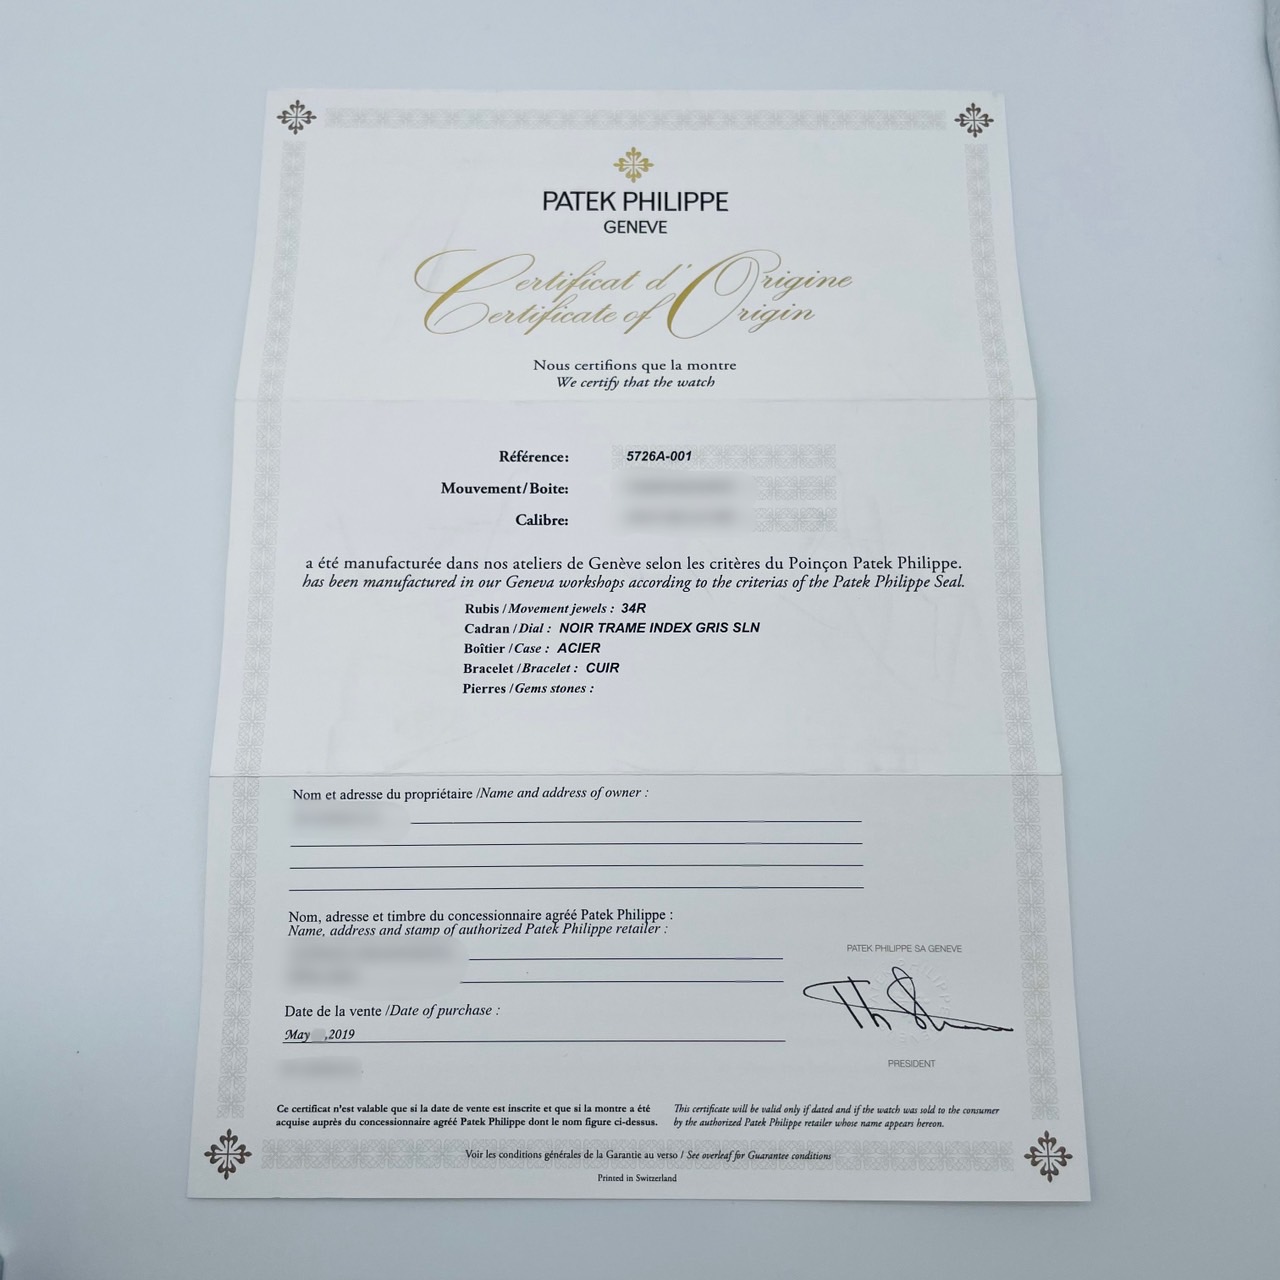 PATEK PHILIPPE
GENEVE
Certificat d'Origine
Certificate of Origin
Nous certifions que la montre
We certify that the watch
Référence: 5726A-001
Mouvement/Boite:
Calibre:
a été manufacturée dans nos ateliers de Genève selon les critères du Poinçon Patek Philippe.
has been manufactured in our Geneva workshops according to the criterias of the Patek Philippe Seal.
Rubis / Movement jewels : 34R
Cadran / Dial : NOIR TRAME INDEX GRIS SLN
Boîtier / Case : ACIER
Bracelet / Bracelet : CUIR
Pierres / Gems stones :
Nom et adresse du propriétaire / Name and address of owner :
Nom, adresse et timbre du concessionnaire agréé Patek Philippe :
Name, address and stamp of authorized Patek Philippe retailer :
PATEK PHILIPPE SA GENEVE
Date de la vente / Date of purchase :
May ,2019
PRESIDENT
Ce certificat n'est valable que si la date de vente est inscrite et que si la montre a été
acquise auprès du concessionnaire agréé Patek Philippe dont le nom figure ci-dessus.
This certificate will be valid only if dated and if the watch was sold to the consumer
by the authorized Patek Philippe retailer whose name appears hereon.
Voir les conditions générales de la Garantie au verso / See overleaf for Guarantee conditions
Printed in Switzerland